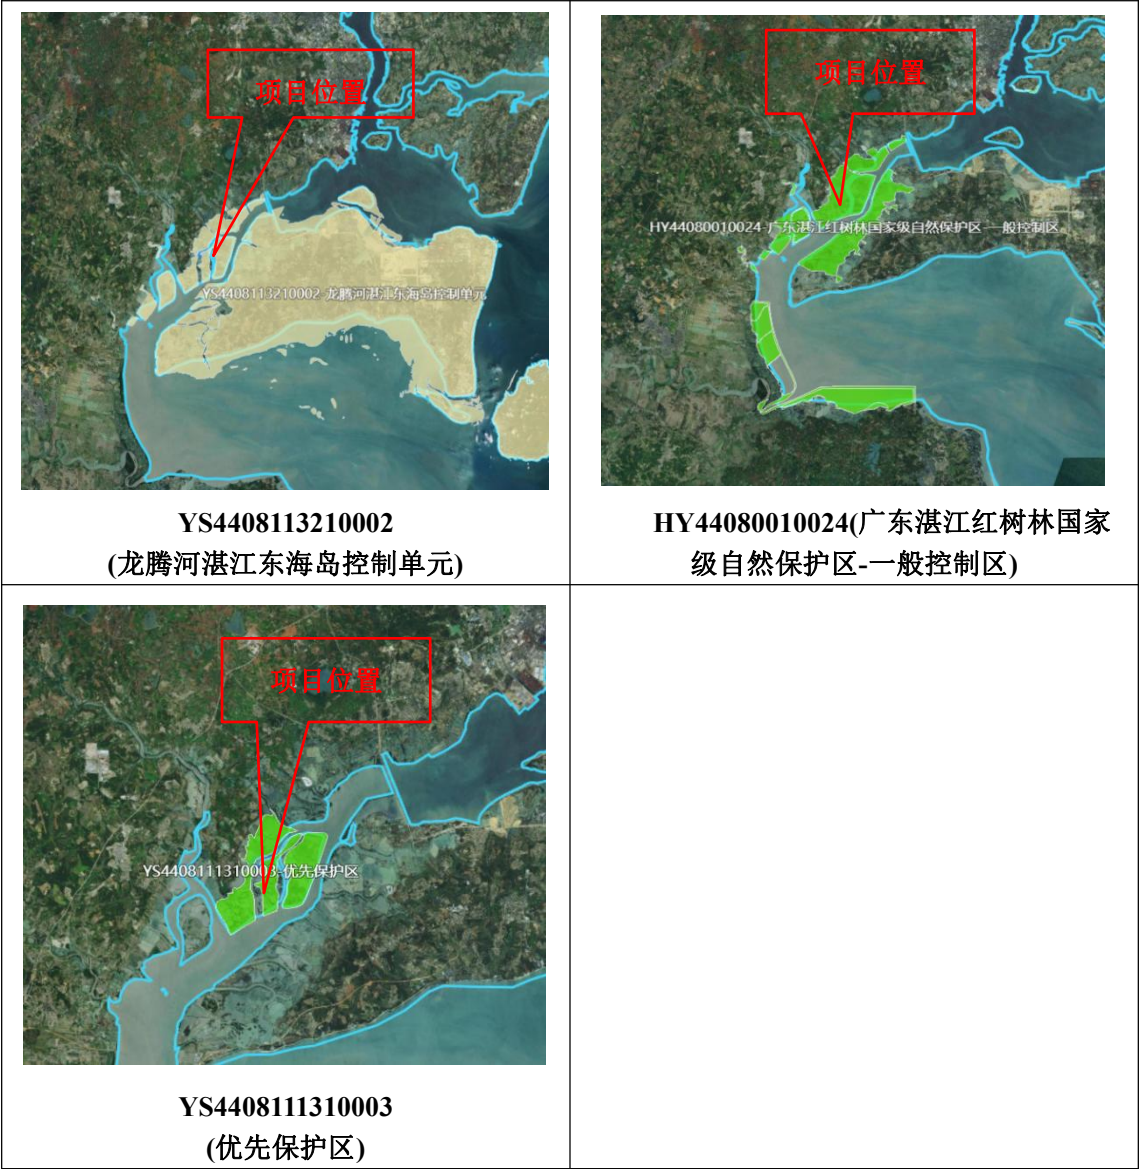 项目位置
YS4408113210002-龙腾河湛江东海岛控制单元
YS4408113210002
(龙腾河湛江东海岛控制单元)
项目位置
HY44080010024-广东湛江红树林国家级自然保护区-一般控制区
HY44080010024(广东湛江红树林国家
级自然保护区-一般控制区)
项目位置
YS4408111310003-优先保护区
YS4408111310003
(优先保护区)